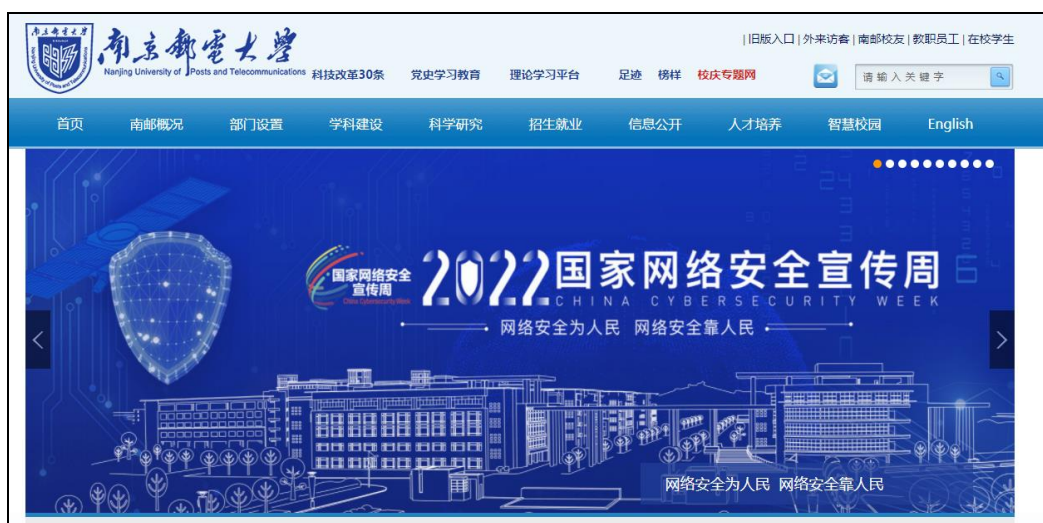 |旧版入口|外来访客|南邮校友|教职员工|在校学生
南京邮电大学
Nanjing University of Posts and Telecommunications
科技改革30条 党史学习教育 理论学习平台 足迹 榜样 校庆专题网
请输入关键字
首页 南邮概况 部门设置 学科建设 科学研究 招生就业 信息公开 人才培养 智慧校园 English
国家网络安全
宣传周
China Cybersecurity Week
2022国家网络安全宣传周
CHINA CYBERSECURITY WEEK
网络安全为人民 网络安全靠人民
网络安全为人民 网络安全靠人民